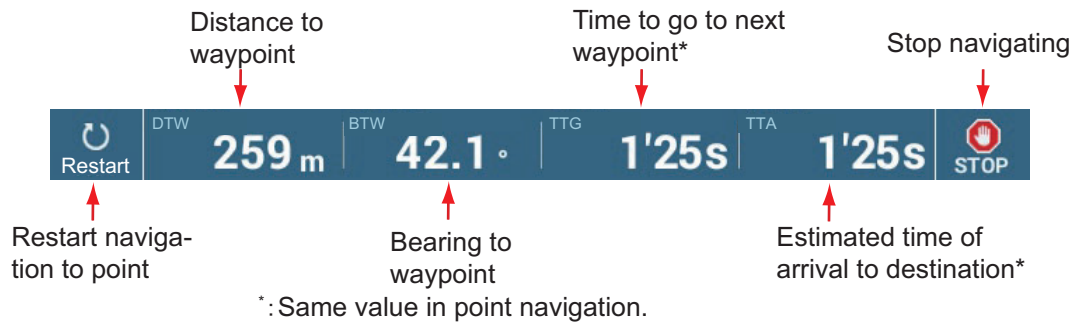 Distance to
waypoint
Time to go to next
waypoint*
Stop navigating
Restart
DTW
259 m
BTW
42.1 °
TTG
1'25s
TTA
1'25s
STOP
Restart naviga-
tion to point
Bearing to
waypoint
Estimated time of
arrival to destination*
*: Same value in point navigation.